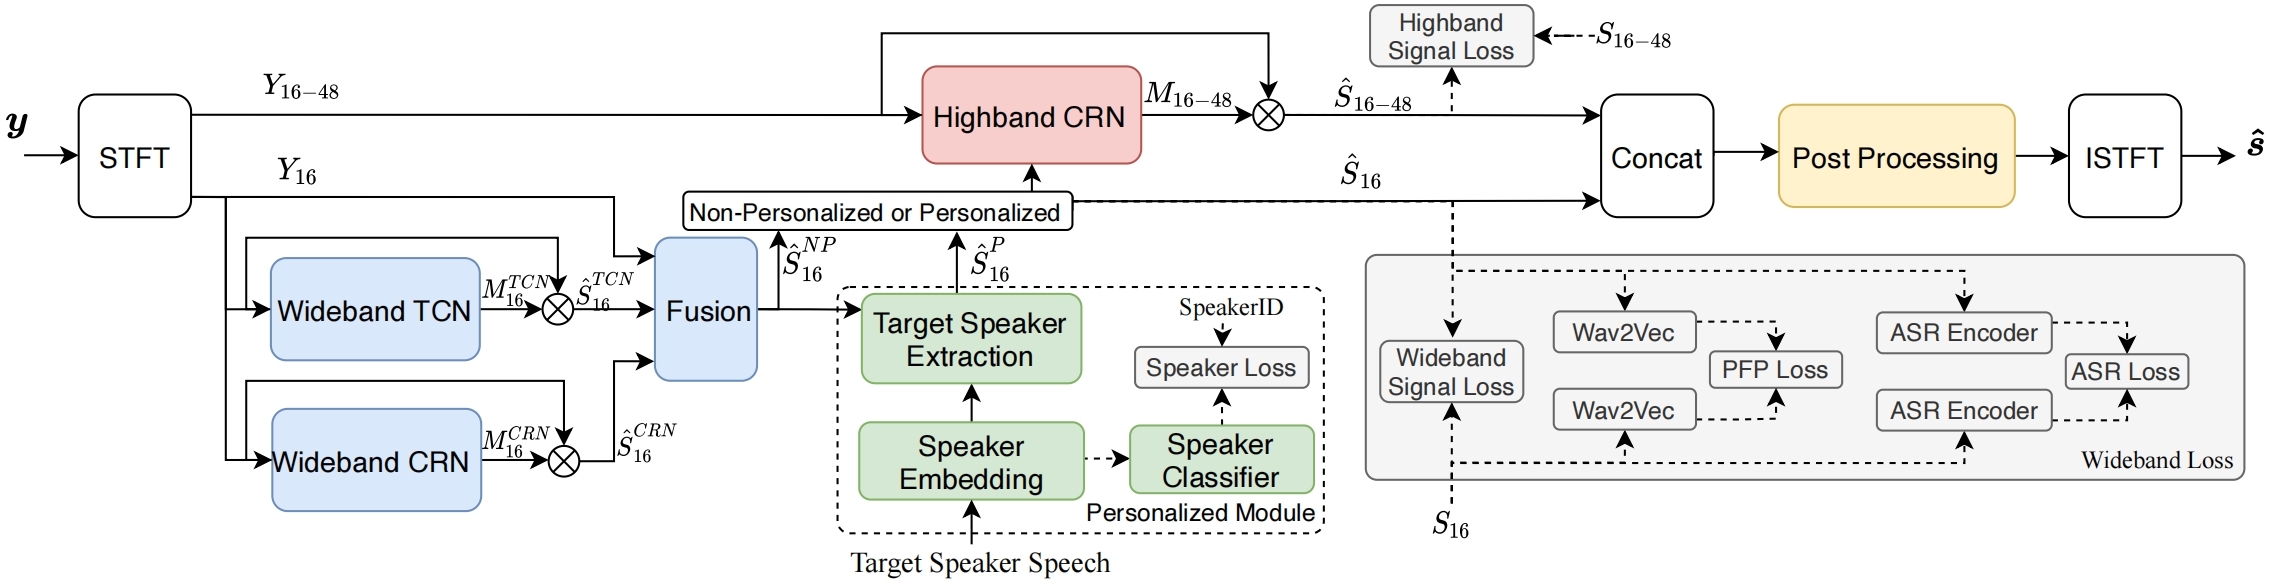 y
STFT
Y_{16-48}
Y_{16}
Wideband TCN
M_{16}^{TCN}
\hat{S}_{16}^{TCN}
Wideband CRN
M_{16}^{CRN}
\hat{S}_{16}^{CRN}
Fusion
Non-Personalized or Personalized
\hat{S}_{16}^{NP}
\hat{S}_{16}^{P}
Highband CRN
M_{16-48}
\hat{S}_{16-48}
Highband
Signal Loss
S_{16-48}
\hat{S}_{16}
Concat
Post Processing
ISTFT
ŝ
Target Speaker
Extraction
Speaker
Embedding
Target Speaker Speech
SpeakerID
Speaker Loss
Speaker
Classifier
Personalized Module
Wideband
Signal Loss
Wav2Vec
Wav2Vec
PFP Loss
ASR Encoder
ASR Encoder
ASR Loss
Wideband Loss
S_{16}